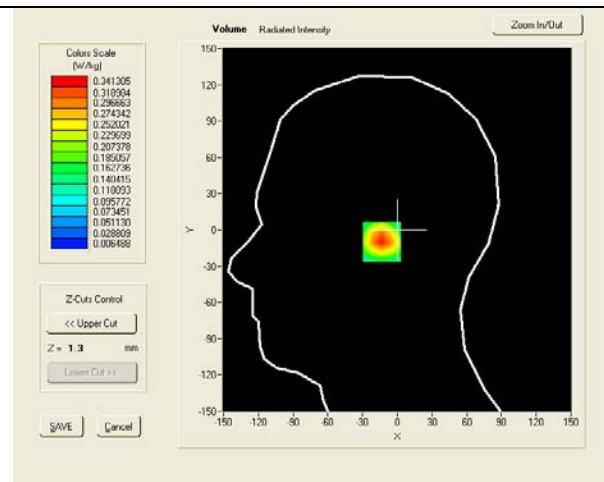 Volume Radiated Intensity
Zoom In/Out
Colors Scale
(W/kg)
0.341305
0.318984
0.296663
0.274342
0.252021
0.229699
0.207378
0.185057
0.162736
0.140415
0.118093
0.095772
0.073451
0.051130
0.028809
0.006488
Z-Cuts Control
<< Upper Cut
Z = 1.3 mm
Lower Cut >>
SAVE
Cancel
150
120
90
60
30
0
-30
-60
-90
-120
-150
Y
-150 -120 -90 -60 -30 0 30 60 90 120 150
X